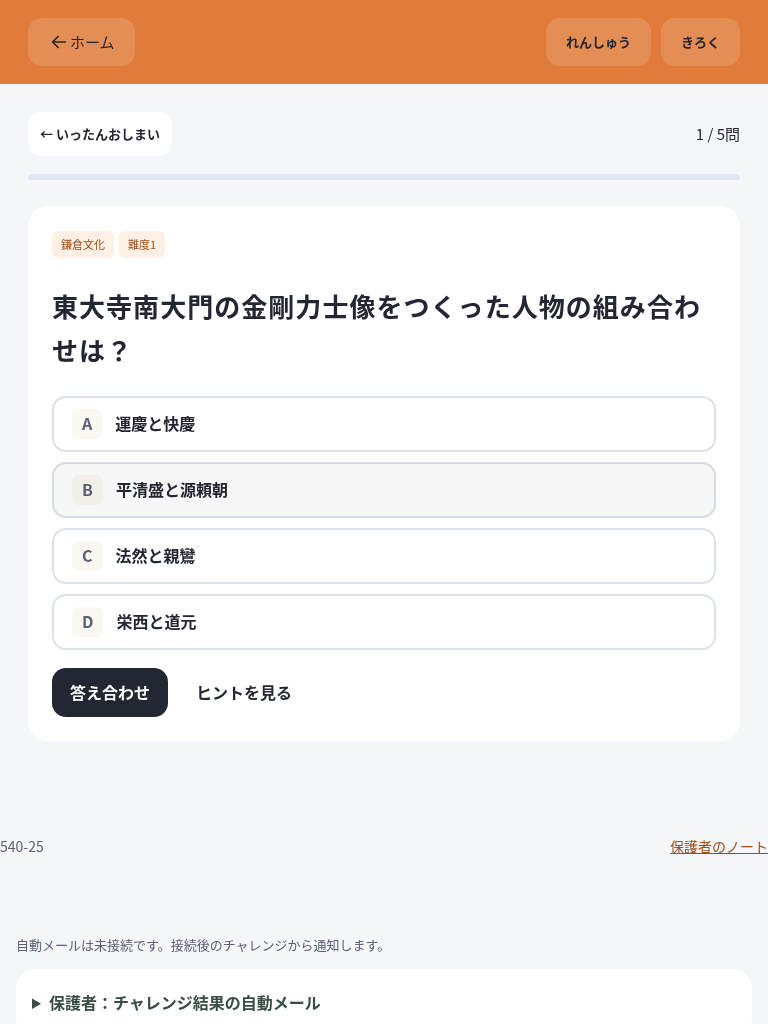 ← ホーム
れんしゅう
きろく
← いったんおしまい
1 / 5問
鎌倉文化
難度1
東大寺南大門の金剛力士像をつくった人物の組み合わ
せは？
A 運慶と快慶
B 平清盛と源頼朝
C 法然と親鸞
D 栄西と道元
答え合わせ
ヒントを見る
540-25
保護者のノート
自動メールは未接続です。接続後のチャレンジから通知します。
▶ 保護者：チャレンジ結果の自動メール